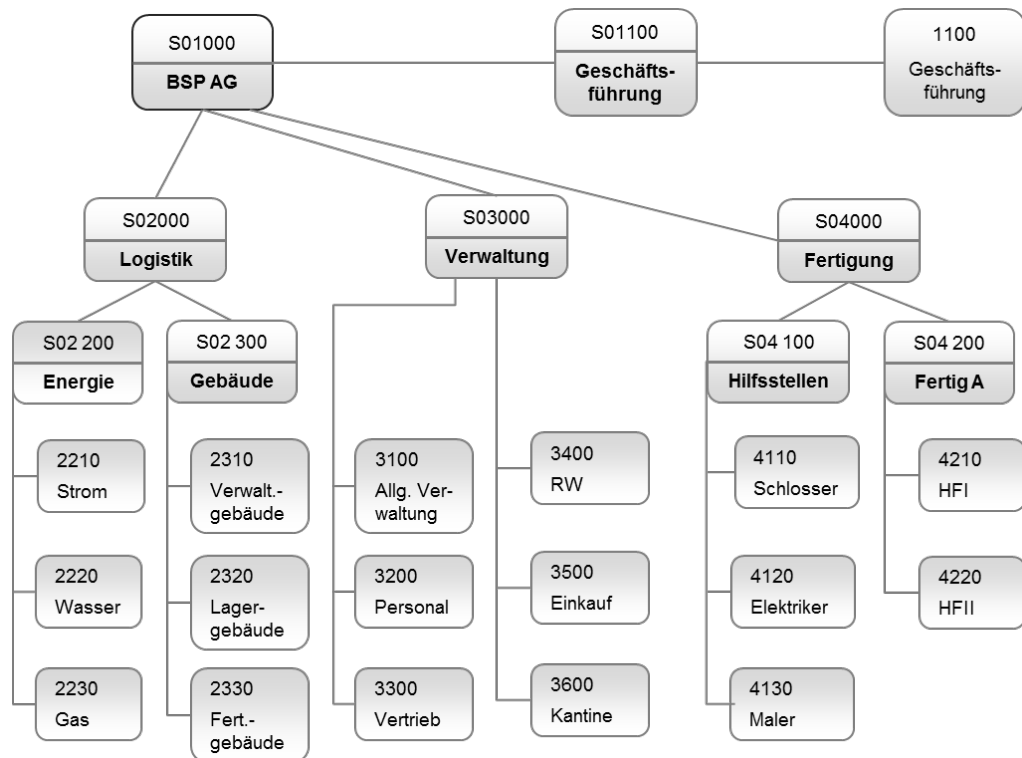 S01000
BSP AG
S01100
Geschäfts-
führung
1100
Geschäfts-
führung
S02000
Logistik
S03000
Verwaltung
S04000
Fertigung
S02 200
Energie
S02 300
Gebäude
S04 100
Hilfsstellen
S04 200
Fertig A
2210
Strom
2310
Verwalt.-
gebäude
3100
Allg. Ver-
waltung
3400
RW
4110
Schlosser
4210
HFI
2220
Wasser
2320
Lager-
gebäude
3200
Personal
3500
Einkauf
4120
Elektriker
4220
HFII
2230
Gas
2330
Fert.-
gebäude
3300
Vertrieb
3600
Kantine
4130
Maler